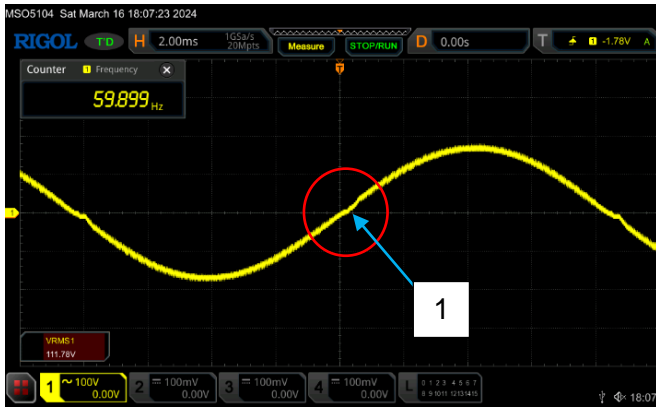 MSO5104 Sat March 16 18:07:23 2024
RIGOL T'D H 2.00ms 1GSa/s 20Mpts Measure STOP/RUN D 0.00s T 1 -1.78V A
Counter 1 Frequency X
59.899 Hz
T
1
1
VRMS1
111.78V
1 ~ 100V 0.00V 2 100mV 0.00V 3 100mV 0.00V 4 100mV 0.00V L 0 1 2 3 4 5 6 7
8 9 10 11 12 13 14 15
18:07